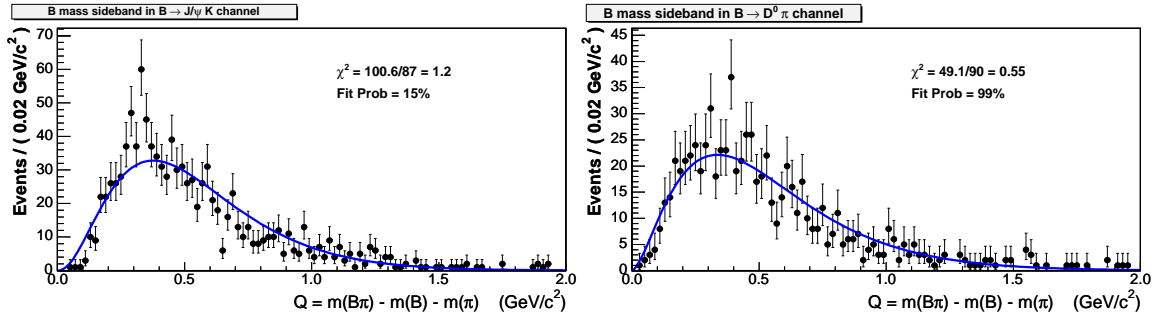 B mass sideband in B → J/ψ K channel
Events / ( 0.02 GeV/c² )
70
60
50
40
30
20
10
0
χ² = 100.6/87 = 1.2
Fit Prob = 15%
0.0 0.5 1.0 1.5 2.0
Q = m(Bπ) - m(B) - m(π) (GeV/c²)
B mass sideband in B → D⁰ π channel
Events / ( 0.02 GeV/c² )
45
40
35
30
25
20
15
10
5
0
χ² = 49.1/90 = 0.55
Fit Prob = 99%
0.0 0.5 1.0 1.5 2.0
Q = m(Bπ) - m(B) - m(π) (GeV/c²)